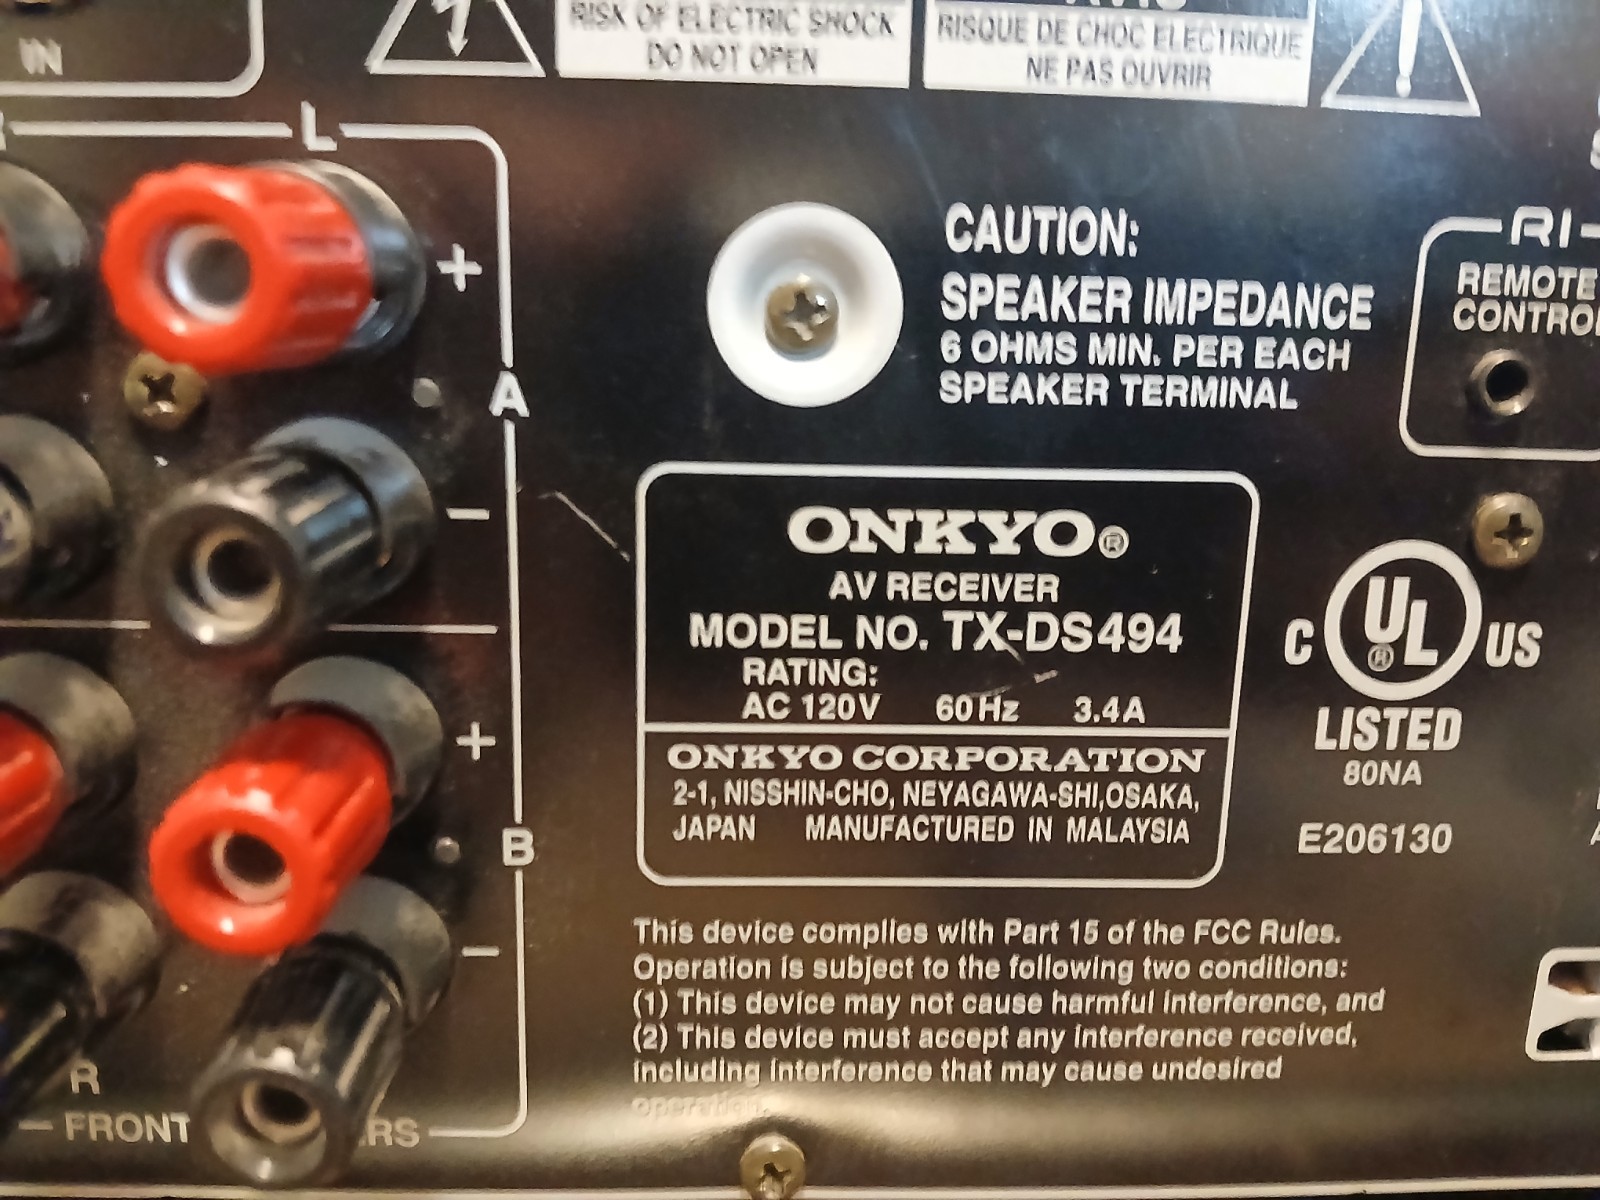 IN
RISK OF ELECTRIC SHOCK
DO NOT OPEN
RISQUE DE CHOC ELECTRIQUE
NE PAS OUVRIR
L
+
A
−
+
B
−
R
FRONT
CAUTION:
SPEAKER IMPEDANCE
6 OHMS MIN. PER EACH
SPEAKER TERMINAL
RI
REMOTE
ONKYO®
AV RECEIVER
MODEL NO. TX-DS494
RATING:
AC 120V 60Hz 3.4A
ONKYO CORPORATION
2-1, NISSHIN-CHO, NEYAGAWA-SHI,OSAKA,
JAPAN MANUFACTURED IN MALAYSIA
C UL® US
LISTED
80NA
E206130
This device complies with Part 15 of the FCC Rules.
Operation is subject to the following two conditions:
(1) This device may not cause harmful interference, and
(2) This device must accept any interference received,
including interference that may cause undesired
operation.